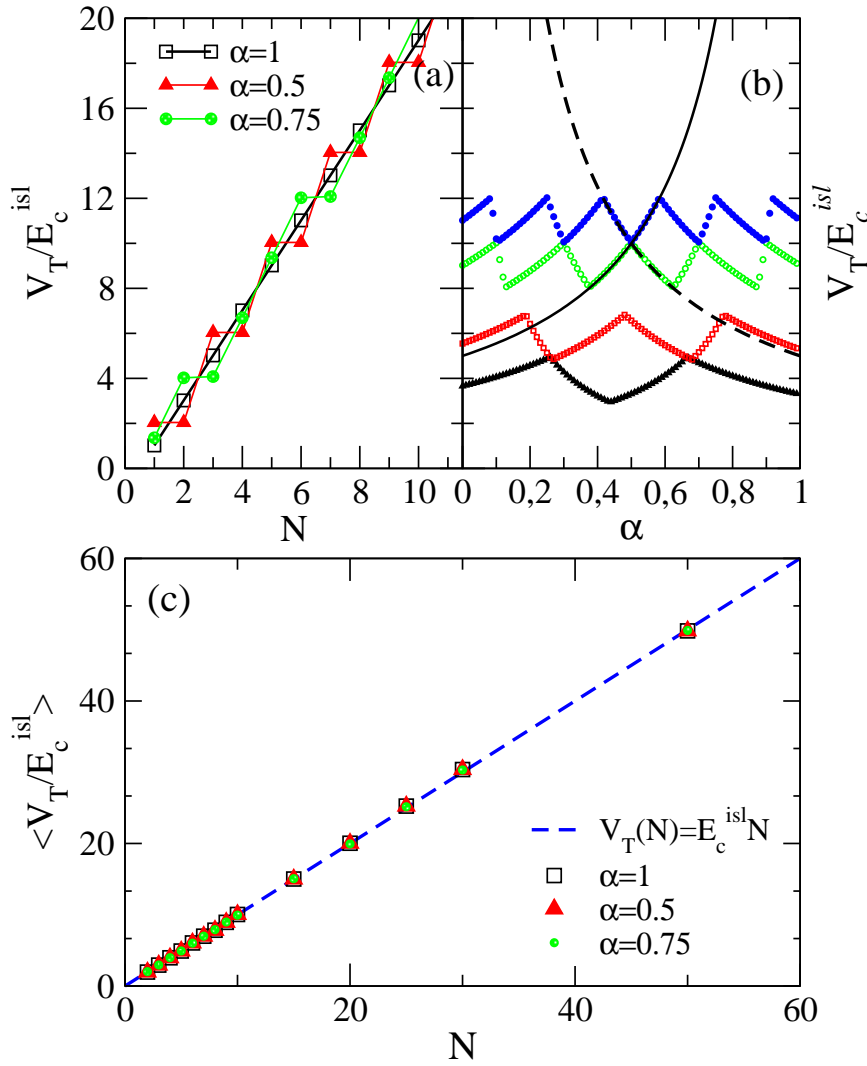 20
16
12
8
4
0
V_T/E_c^isl
α=1
α=0.5
α=0.75
(a)
0 2 4 6 8 10
N
(b)
0 0,2 0,4 0,6 0,8 1
α
V_T/E_c^isl
60
40
20
0
<V_T/E_c^isl>
(c)
V_T(N)=E_c^isl N
α=1
α=0.5
α=0.75
0 20 40 60
N